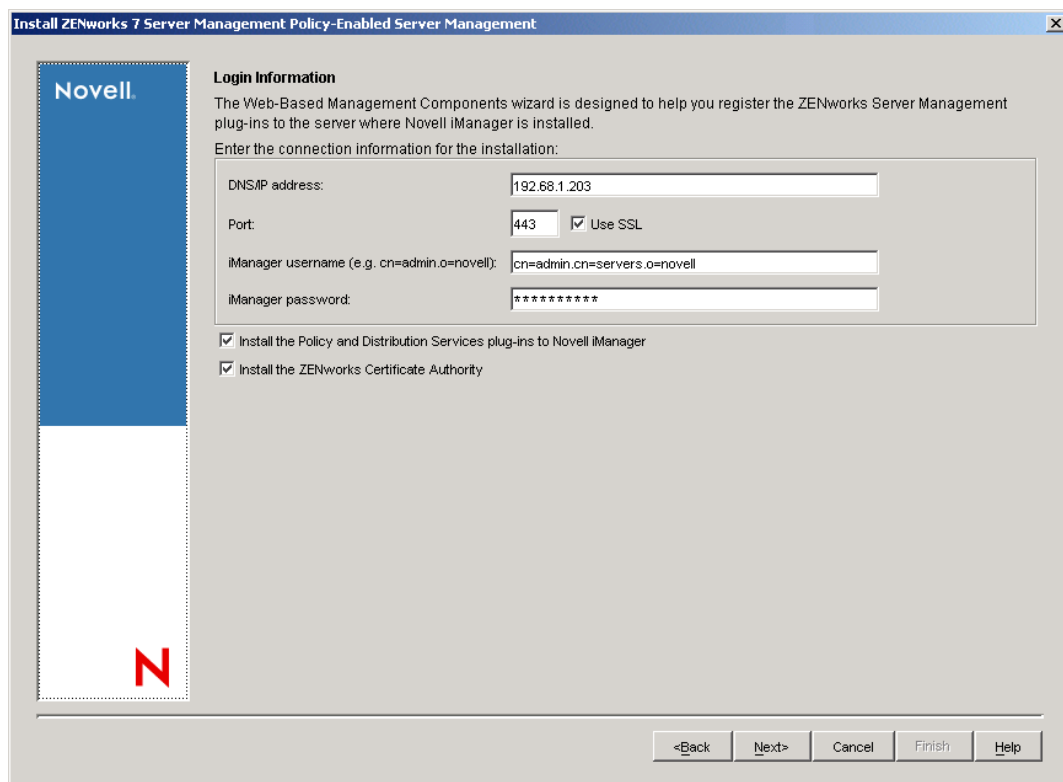 Install ZENworks 7 Server Management Policy-Enabled Server Management
Novell.
Login Information
The Web-Based Management Components wizard is designed to help you register the ZENworks Server Management
plug-ins to the server where Novell iManager is installed.
Enter the connection information for the installation:
DNS/IP address:
192.68.1.203
Port:
443
Use SSL
iManager username (e.g. cn=admin.o=novell):
cn=admin.cn=servers.o=novell
iManager password:
**********
Install the Policy and Distribution Services plug-ins to Novell iManager
Install the ZENworks Certificate Authority
N
<Back
Next>
Cancel
Finish
Help